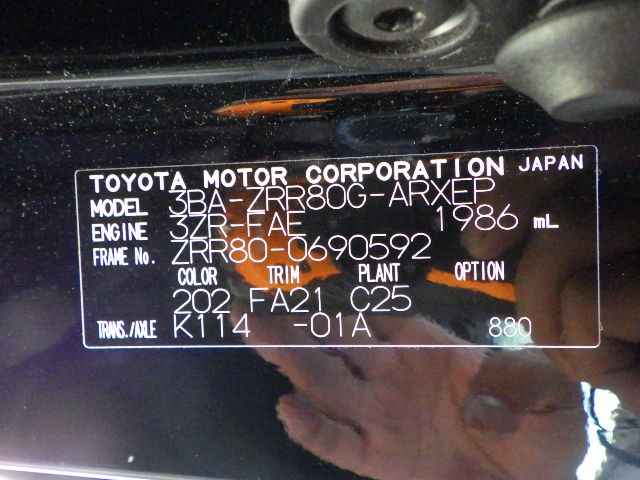 TOYOTA MOTOR CORPORATION JAPAN
MODEL 3BA-ZRR80G-ARXEP
ENGINE 3ZR-FAE 1986 mL
FRAME No. ZRR80-0690592
COLOR TRIM PLANT OPTION
202 FA21 C25
TRANS./AXLE K114 -01A 880